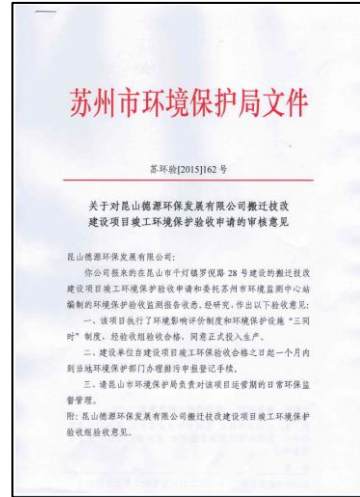 苏州市环境保护局文件
苏环验[2015]162号
关于对昆山德源环保发展有限公司搬迁技改
建设项目竣工环境保护验收申请的审核意见
昆山德源环保发展有限公司:
你公司报来的在昆山市千灯镇罗倪路28号建设的搬迁技改
建设项目竣工环境保护验收申请和委托苏州市环境监测中心站
编制的环境保护验收监测报告收悉,经研究,作出以下验收意见:
一、该项目执行了环境影响评价制度和环境保护设施“三同
时”制度,经验收组验收合格,同意正式投入生产。
二、建设单位自建设项目竣工环保验收合格之日起一个月内
到当地环境保护部门办理排污申报登记手续。
三、请昆山市环境保护局负责对该项目运营期的日常环保监
督管理。
附:昆山德源环保发展有限公司搬迁技改建设项目竣工环境保护
验收组验收意见。